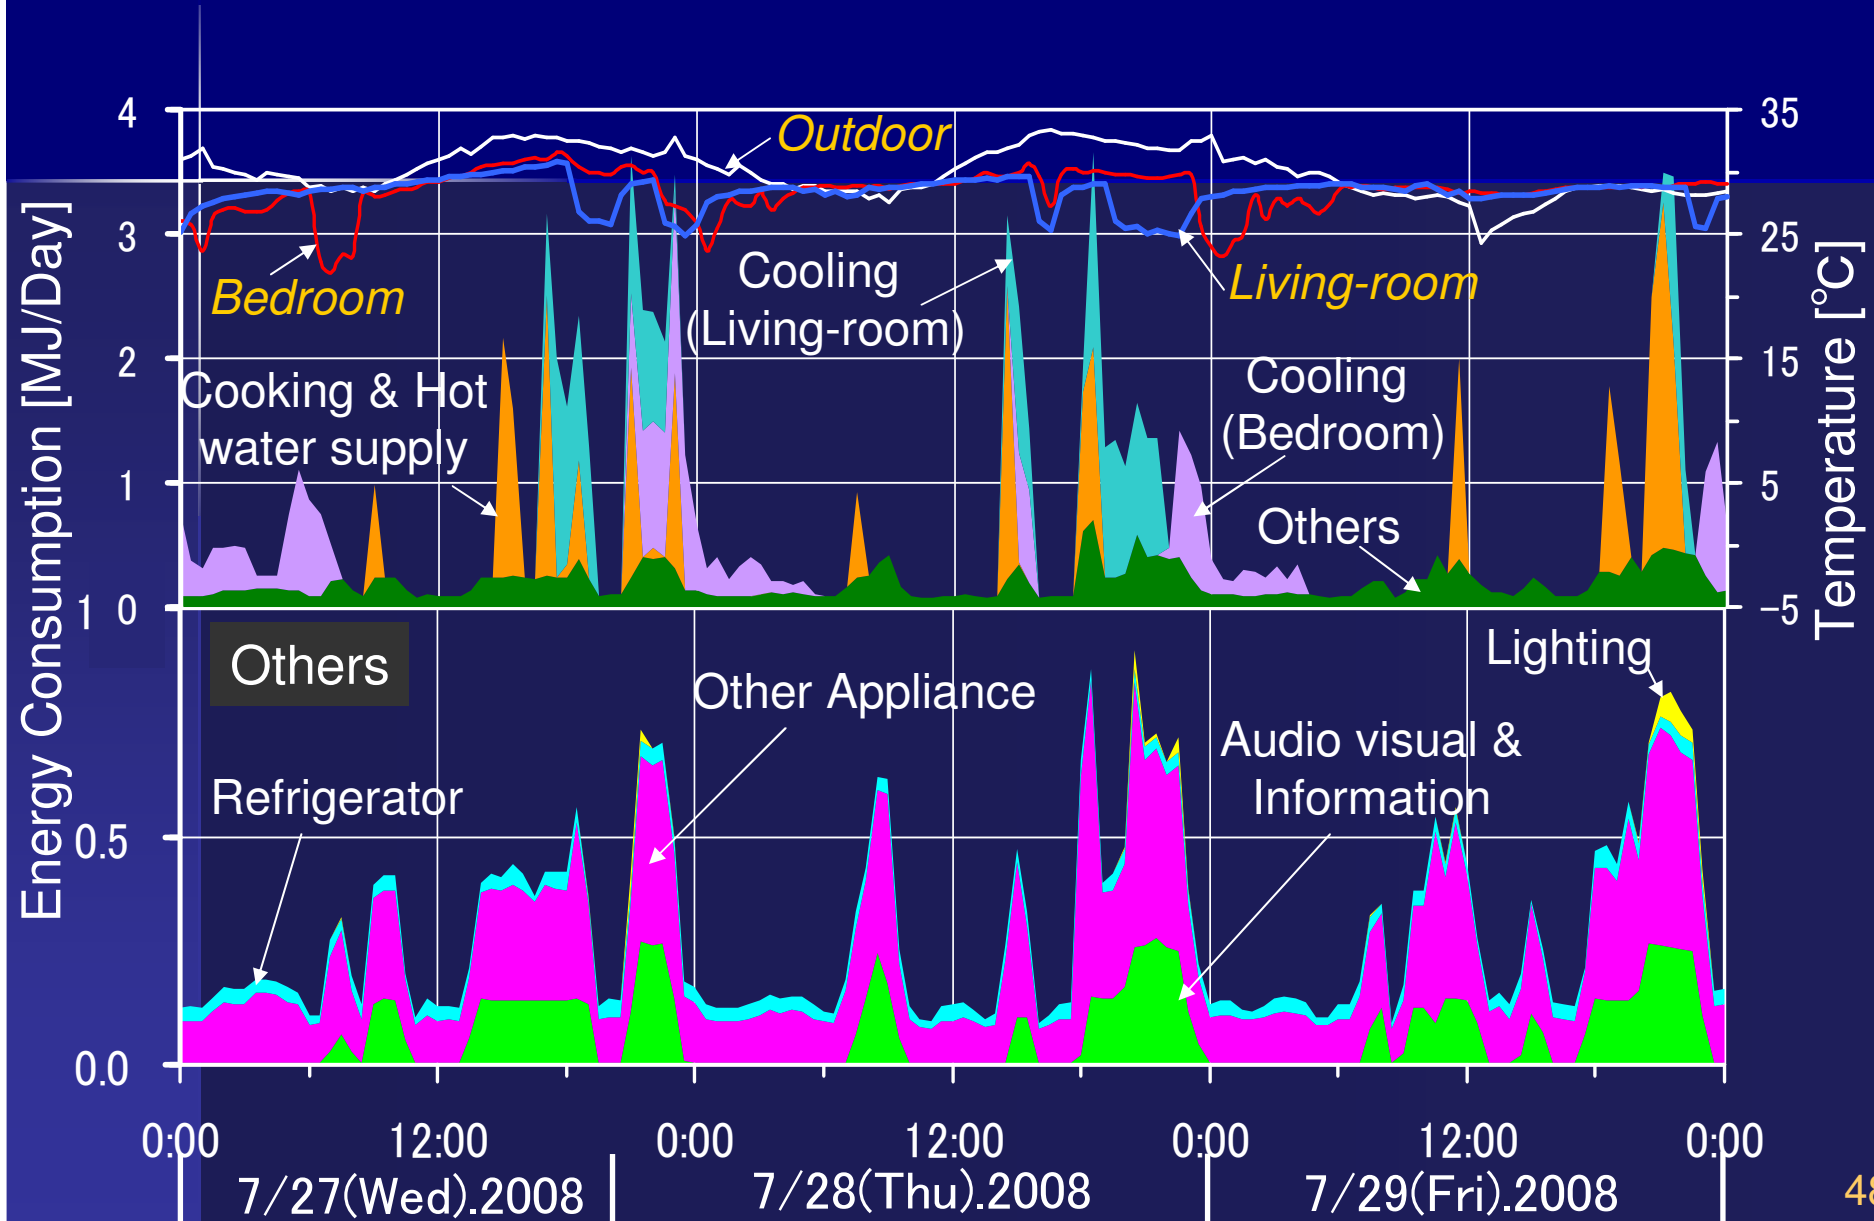 4
35
Outdoor
Energy Consumption [MJ/Day]
3
25
Temperature [°C]
Bedroom
Cooling
(Living-room)
Living-room
2
15
Cooking & Hot
water supply
Cooling
(Bedroom)
1
5
Others
1 0
−5
Others
Lighting
Other Appliance
Audio visual &
Information
Refrigerator
0.5
0.0
0:00 12:00 0:00 12:00 0:00 12:00 0:00
7/27(Wed).2008 7/28(Thu).2008 7/29(Fri).2008
48